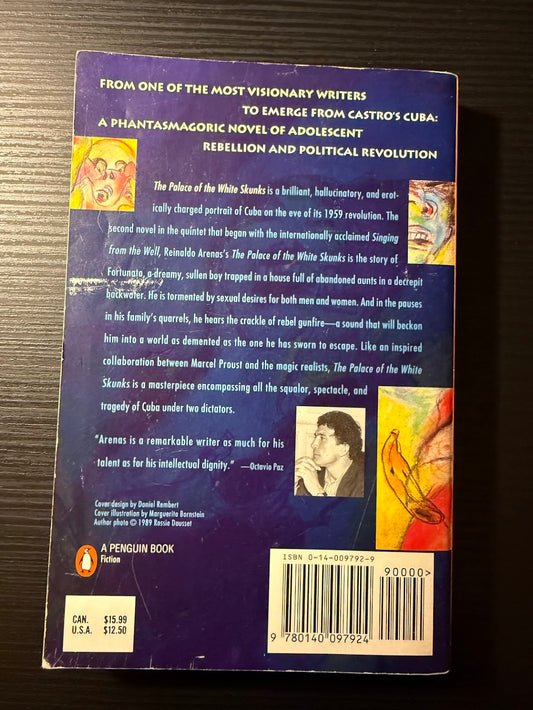 FROM ONE OF THE MOST VISIONARY WRITERS
TO EMERGE FROM CASTRO'S CUBA:
A PHANTASMAGORIC NOVEL OF ADOLESCENT
REBELLION AND POLITICAL REVOLUTION
The Palace of the White Skunks is a brilliant, hallucinatory, and erot-
ically charged portrait of Cuba on the eve of its 1959 revolution. The
second novel in the quintet that began with the internationally acclaimed Singing
from the Well, Reinaldo Arenas's The Palace of the White Skunks is the story of
Fortunato, a dreamy, sullen boy trapped in a house full of abandoned aunts in a decrepit
backwater. He is tormented by sexual desires for both men and women. And in the pauses
in his family's quarrels, he hears the crackle of rebel gunfire—a sound that will beckon
him into a world as demented as the one he has sworn to escape. Like an inspired
collaboration between Marcel Proust and the magic realists, The Palace of the White
Skunks is a masterpiece encompassing all the squalor, spectacle, and
tragedy of Cuba under two dictators.
"Arenas is a remarkable writer as much for his
talent as for his intellectual dignity." —Octavio Paz
Cover design by Daniel Rembert
Cover illustration by Marguerita Bornstein
Author photo © 1989 Rossie Dousset
A PENGUIN BOOK
Fiction
CAN. $15.99
U.S.A. $12.50
ISBN 0-14-009792-9
90000>
9 780140 097924